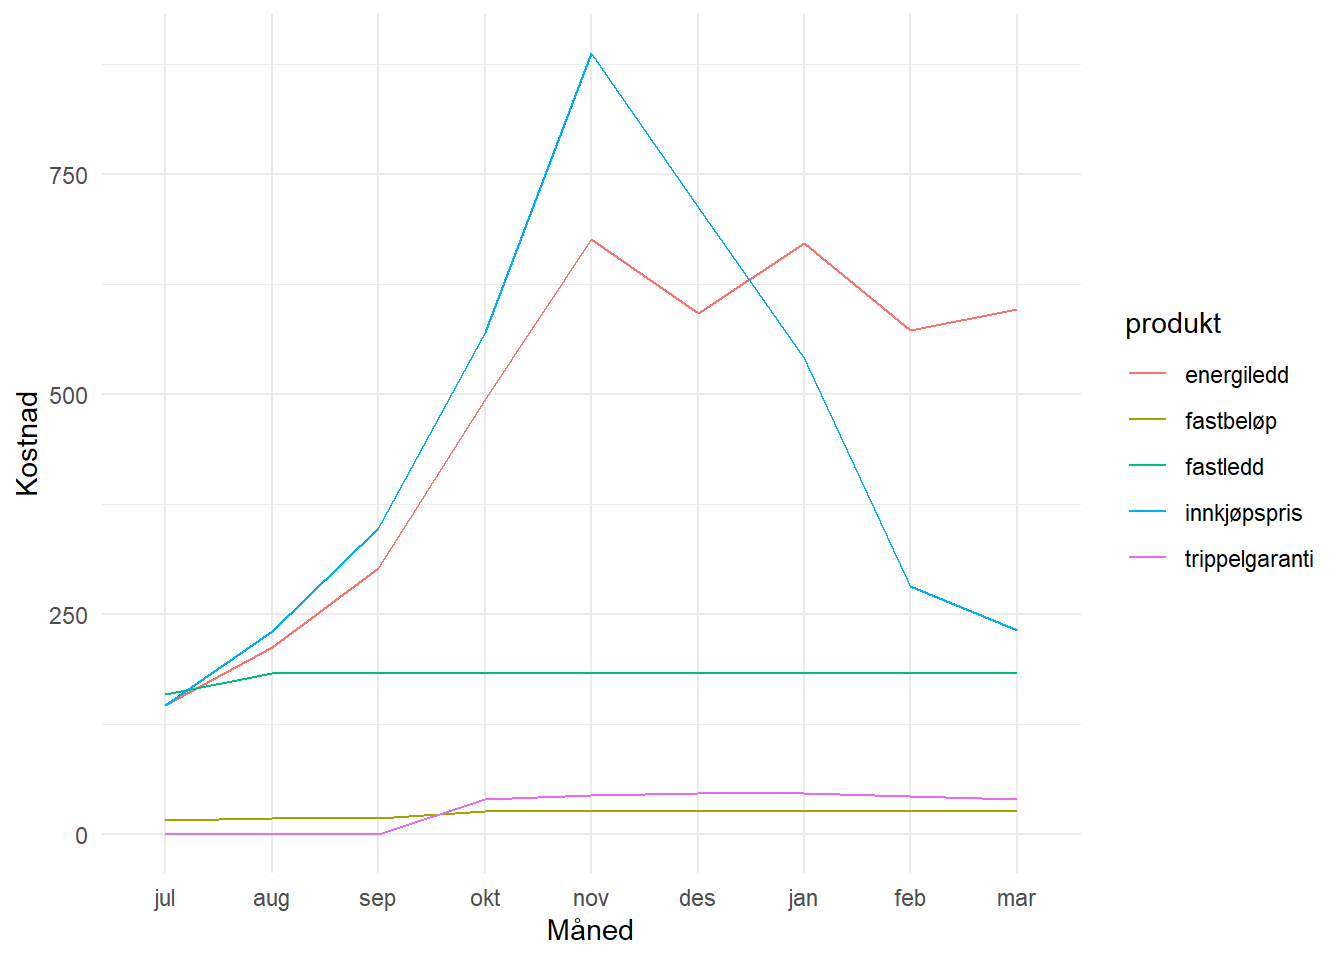 Kostnad
750
500
250
0
jul aug sep okt nov des jan feb mar
Måned
produkt
energiledd
fastbeløp
fastledd
innkjøpspris
trippelgaranti